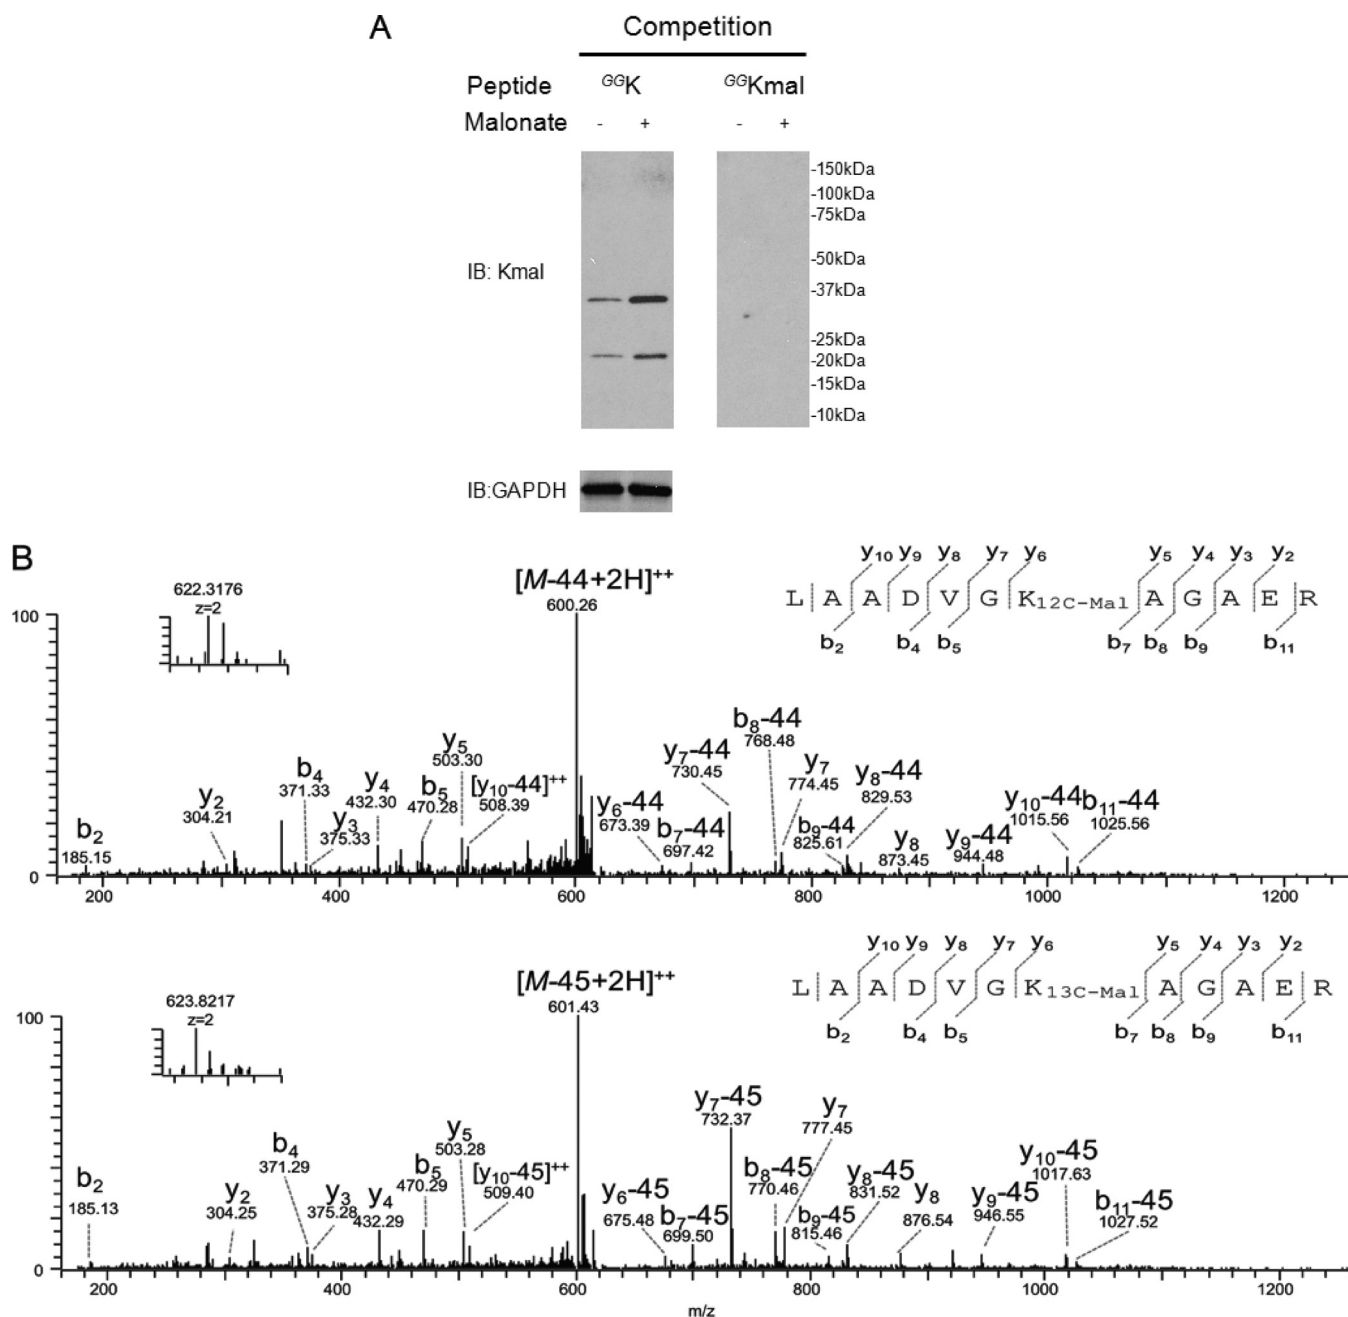 A
Competition
Peptide GGK GGKmal
Malonate - + - +
-150kDa
-100kDa
-75kDa
-50kDa
IB: Kmal
-37kDa
-25kDa
-20kDa
-15kDa
-10kDa
IB:GAPDH
B
[M-44+2H]++
600.26
622.3176
z=2
y10 y9 y8 y7 y6 y5 y4 y3 y2
L A A D V G K12C-Mal A G A E R
b2 b4 b5 b7 b8 b9 b11
100
0
b2
185.15
y2
304.21
b4
371.33
y3
375.33
y4
432.30
b5
470.28
y5
503.30
[y10-44]++
508.39
y6-44
673.39
b7-44
697.42
y7-44
730.45
b8-44
768.48
y7
774.45
b9-44
825.61
y8-44
829.53
y8
873.45
y9-44
944.48
y10-44
1015.56
b11-44
1025.56
200 400 600 800 1000 1200
[M-45+2H]++
601.43
623.8217
z=2
y10 y9 y8 y7 y6 y5 y4 y3 y2
L A A D V G K13C-Mal A G A E R
b2 b4 b5 b7 b8 b9 b11
100
0
b2
185.13
y2
304.25
b4
371.29
y3
375.28
y4
432.29
b5
470.29
y5
503.28
[y10-45]++
509.40
y6-45
675.48
b7-45
699.50
y7-45
732.37
b8-45
770.46
y7
777.45
b9-45
815.46
y8-45
831.52
y8
876.54
y9-45
946.55
y10-45
1017.63
b11-45
1027.52
200 400 600 800 1000 1200
m/z